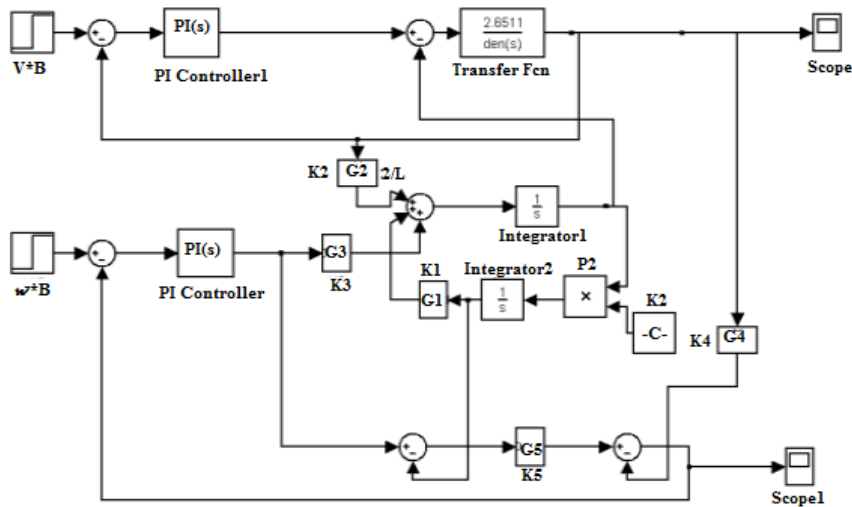 V*B
PI(s)
PI Controller1
2.6511
den(s)
Transfer Fcn
Scope
K2
G2
2/L
1
s
Integrator1
w*B
PI(s)
PI Controller
G3
K3
K1
G1
Integrator2
1
s
P2
×
K2
-C-
K4
G4
G5
K5
Scope1